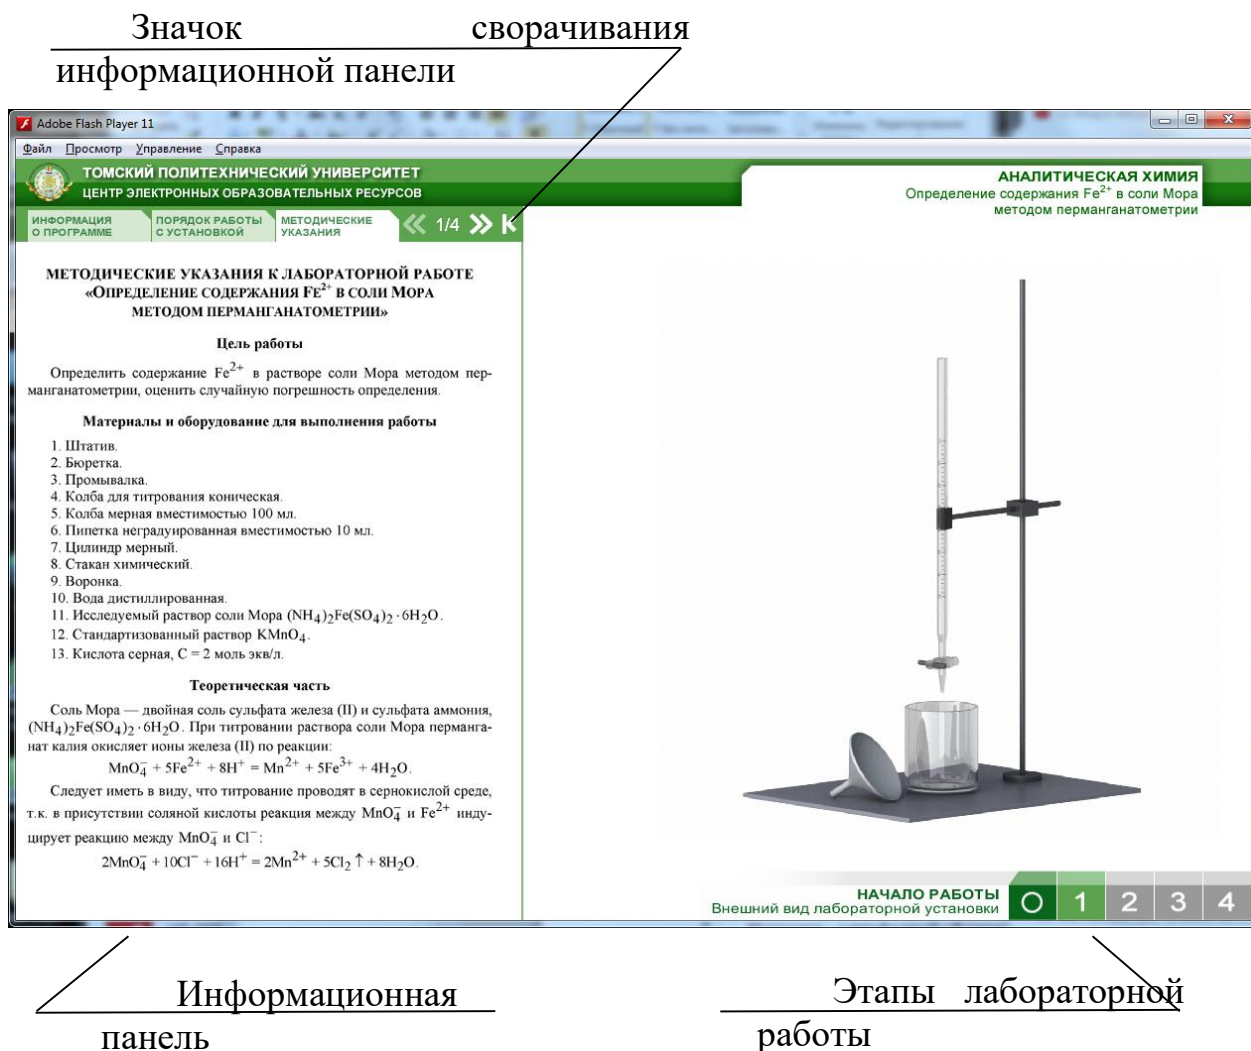 Значок сворачивания
информационной панели
Adobe Flash Player 11
Файл Просмотр Управление Справка
ТОМСКИЙ ПОЛИТЕХНИЧЕСКИЙ УНИВЕРСИТЕТ
ЦЕНТР ЭЛЕКТРОННЫХ ОБРАЗОВАТЕЛЬНЫХ РЕСУРСОВ
АНАЛИТИЧЕСКАЯ ХИМИЯ
Определение содержания Fe²⁺ в соли Мора
методом перманганатометрии
ИНФОРМАЦИЯ
О ПРОГРАММЕ
ПОРЯДОК РАБОТЫ
С УСТАНОВКОЙ
МЕТОДИЧЕСКИЕ
УКАЗАНИЯ
1/4
МЕТОДИЧЕСКИЕ УКАЗАНИЯ К ЛАБОРАТОРНОЙ РАБОТЕ
«ОПРЕДЕЛЕНИЕ СОДЕРЖАНИЯ FE²⁺ В СОЛИ МОРА
МЕТОДОМ ПЕРМАНГАНАТОМЕТРИИ»
Цель работы
Определить содержание Fe²⁺ в растворе соли Мора методом пер-
манганатометрии, оценить случайную погрешность определения.
Материалы и оборудование для выполнения работы
1. Штатив.
2. Бюретка.
3. Промывалка.
4. Колба для титрования коническая.
5. Колба мерная вместимостью 100 мл.
6. Пипетка неградуированная вместимостью 10 мл.
7. Цилиндр мерный.
8. Стакан химический.
9. Воронка.
10. Вода дистиллированная.
11. Исследуемый раствор соли Мора (NH₄)₂Fe(SO₄)₂·6H₂O.
12. Стандартизованный раствор KMnO₄.
13. Кислота серная, C = 2 моль экв/л.
Теоретическая часть
Соль Мора — двойная соль сульфата железа (II) и сульфата аммония,
(NH₄)₂Fe(SO₄)₂·6H₂O. При титровании раствора соли Мора перманга-
нат калия окисляет ионы железа (II) по реакции:
MnO₄⁻ + 5Fe²⁺ + 8H⁺ = Mn²⁺ + 5Fe³⁺ + 4H₂O.
Следует иметь в виду, что титрование проводят в сернокислой среде,
т.к. в присутствии соляной кислоты реакция между MnO₄⁻ и Fe²⁺ инду-
цирует реакцию между MnO₄⁻ и Cl⁻:
2MnO₄⁻ + 10Cl⁻ + 16H⁺ = 2Mn²⁺ + 5Cl₂ ↑ + 8H₂O.
НАЧАЛО РАБОТЫ
Внешний вид лабораторной установки
О 1 2 3 4
Информационная
панель
Этапы лабораторной
работы